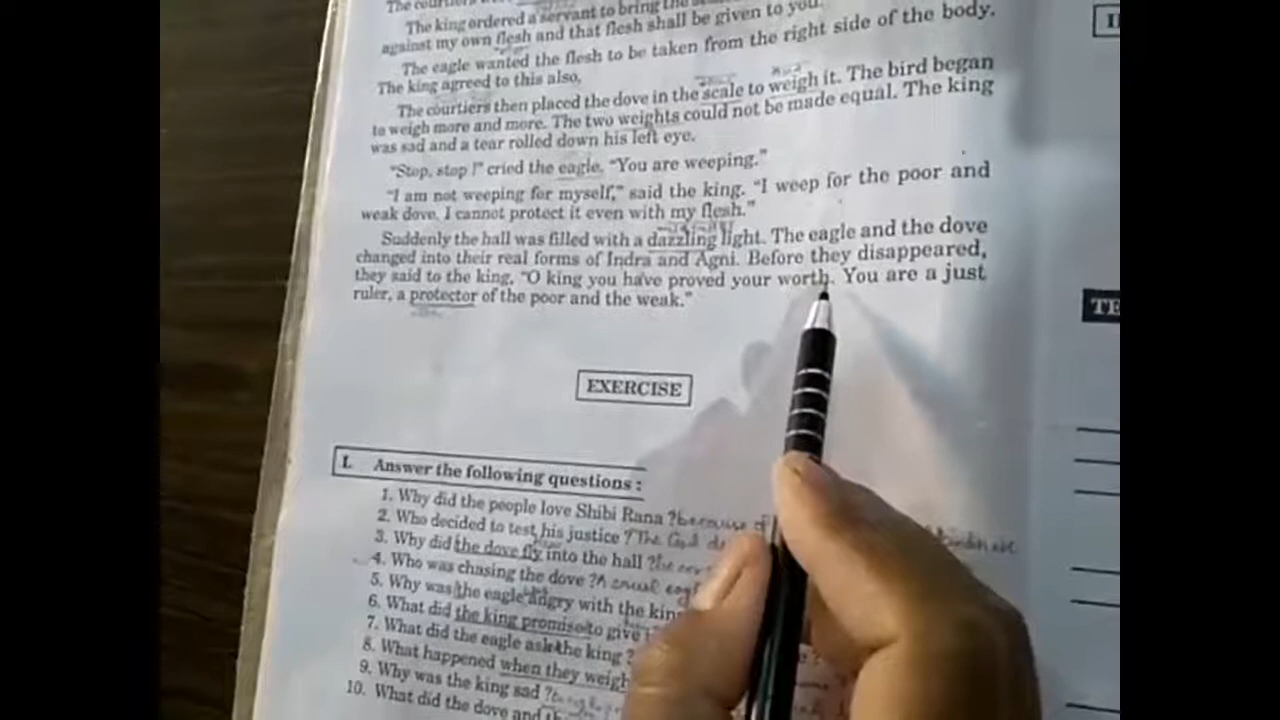 The king ordered a servant to bring the
against my own flesh and that flesh shall be given to you.
The eagle wanted the flesh to be taken from the right side of the body.
The king agreed to this also.
The courtiers then placed the dove in the scale to weigh it. The bird began
to weigh more and more. The two weights could not be made equal. The king
was sad and a tear rolled down his left eye.
"Stop, stop !" cried the eagle. "You are weeping."
"I am not weeping for myself," said the king. "I weep for the poor and
weak dove. I cannot protect it even with my flesh."
Suddenly the hall was filled with a dazzling light. The eagle and the dove
changed into their real forms of Indra and Agni. Before they disappeared,
they said to the king, "O king you have proved your worth. You are a just
ruler, a protector of the poor and the weak."
EXERCISE
I. Answer the following questions :
1. Why did the people love Shibi Rana ? because of
2. Who decided to test his justice ? The God
3. Why did the dove fly into the hall ?
4. Who was chasing the dove ? A cruel
5. Why was the eagle angry with the
6. What did the king promise to give
7. What did the eagle ask the king ?
8. What happened when they
9. Why was the king sad ?
10. What did the dove and
TE